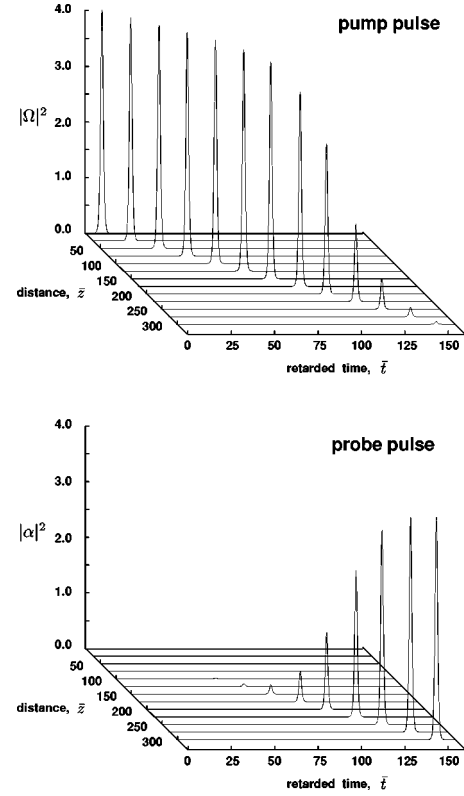 4.0
pump pulse
3.0
|Ω|²
2.0
1.0
0.0
50
100
150
distance, z̄
200
250
300
0 25 50 75 100 125 150
retarded time, t̄
4.0
probe pulse
3.0
|α|²
2.0
1.0
0.0
50
100
150
distance, z̄
200
250
300
0 25 50 75 100 125 150
retarded time, t̄